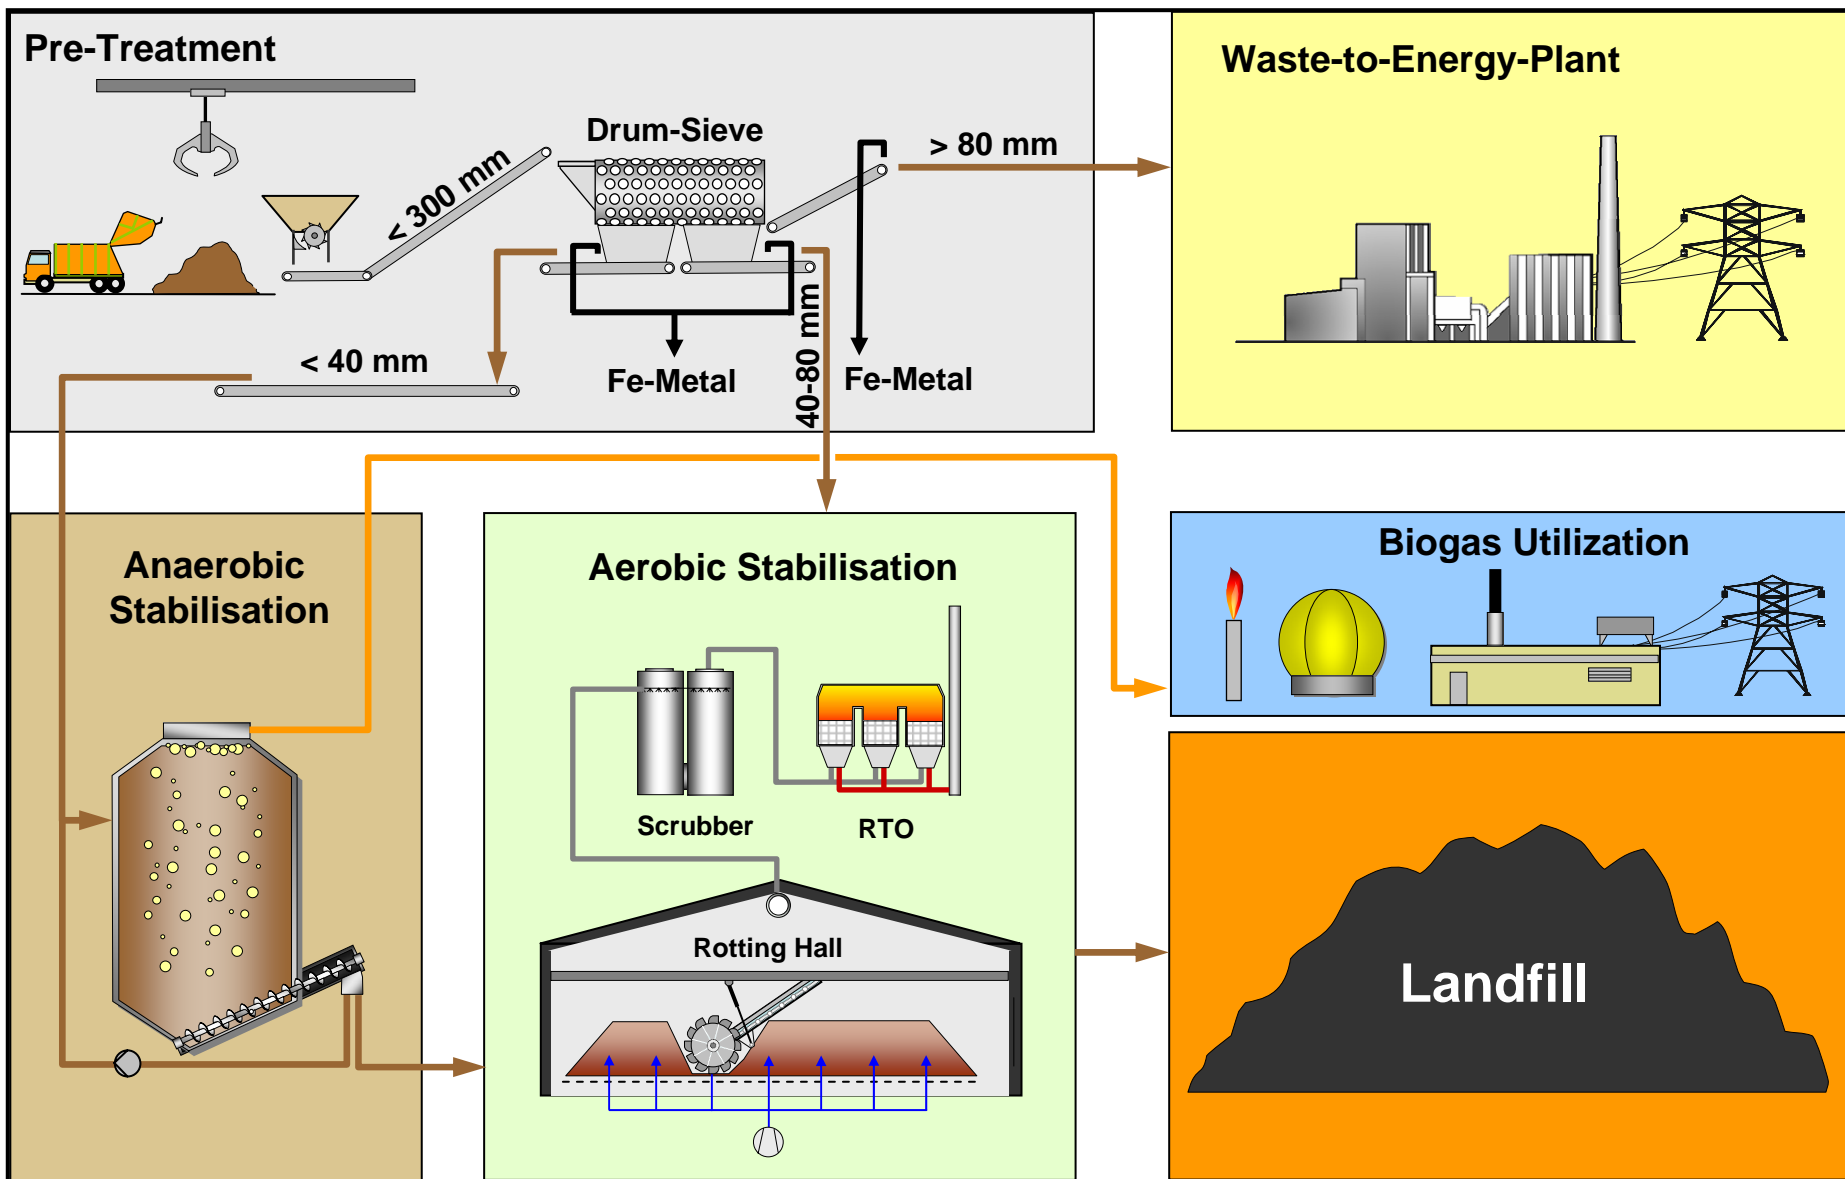 Pre-Treatment
Waste-to-Energy-Plant
Drum-Sieve
> 80 mm
< 300 mm
< 40 mm
Fe-Metal
40-80 mm
Fe-Metal
Anaerobic
Stabilisation
Aerobic Stabilisation
Biogas Utilization
Scrubber
RTO
Rotting Hall
Landfill